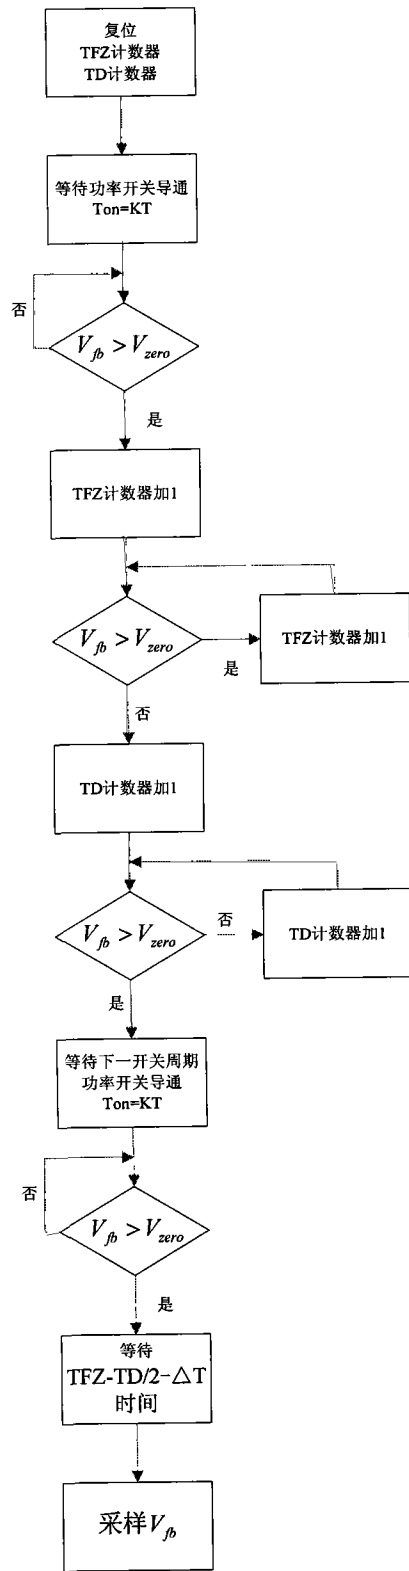 复位
TFZ计数器
TD计数器
等待功率开关导通
Ton=KT
否
V_fb > V_zero
是
TFZ计数器加1
V_fb > V_zero
是
TFZ计数器加1
否
TD计数器加1
V_fb > V_zero
否
TD计数器加1
是
等待下一开关周期
功率开关导通
Ton=KT
否
V_fb > V_zero
是
等待
TFZ-TD/2-△T
时间
采样V_fb